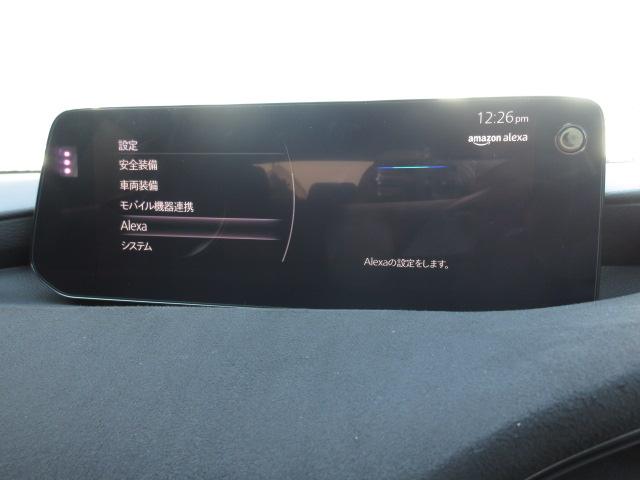 12:26pm
amazon alexa
設定
安全装備
車両装備
モバイル機器連携
Alexa
システム
Alexaの設定をします。